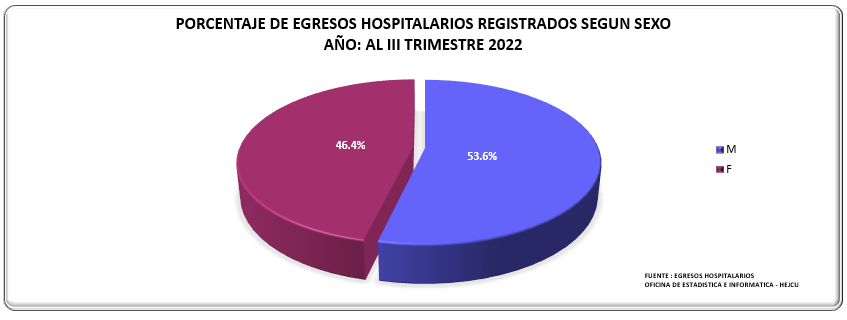 PORCENTAJE DE EGRESOS HOSPITALARIOS REGISTRADOS SEGUN SEXO
AÑO: AL III TRIMESTRE 2022
46.4%
53.6%
M
F
FUENTE : EGRESOS HOSPITALARIOS
OFICINA DE ESTADISTICA E INFORMATICA - HEJCU